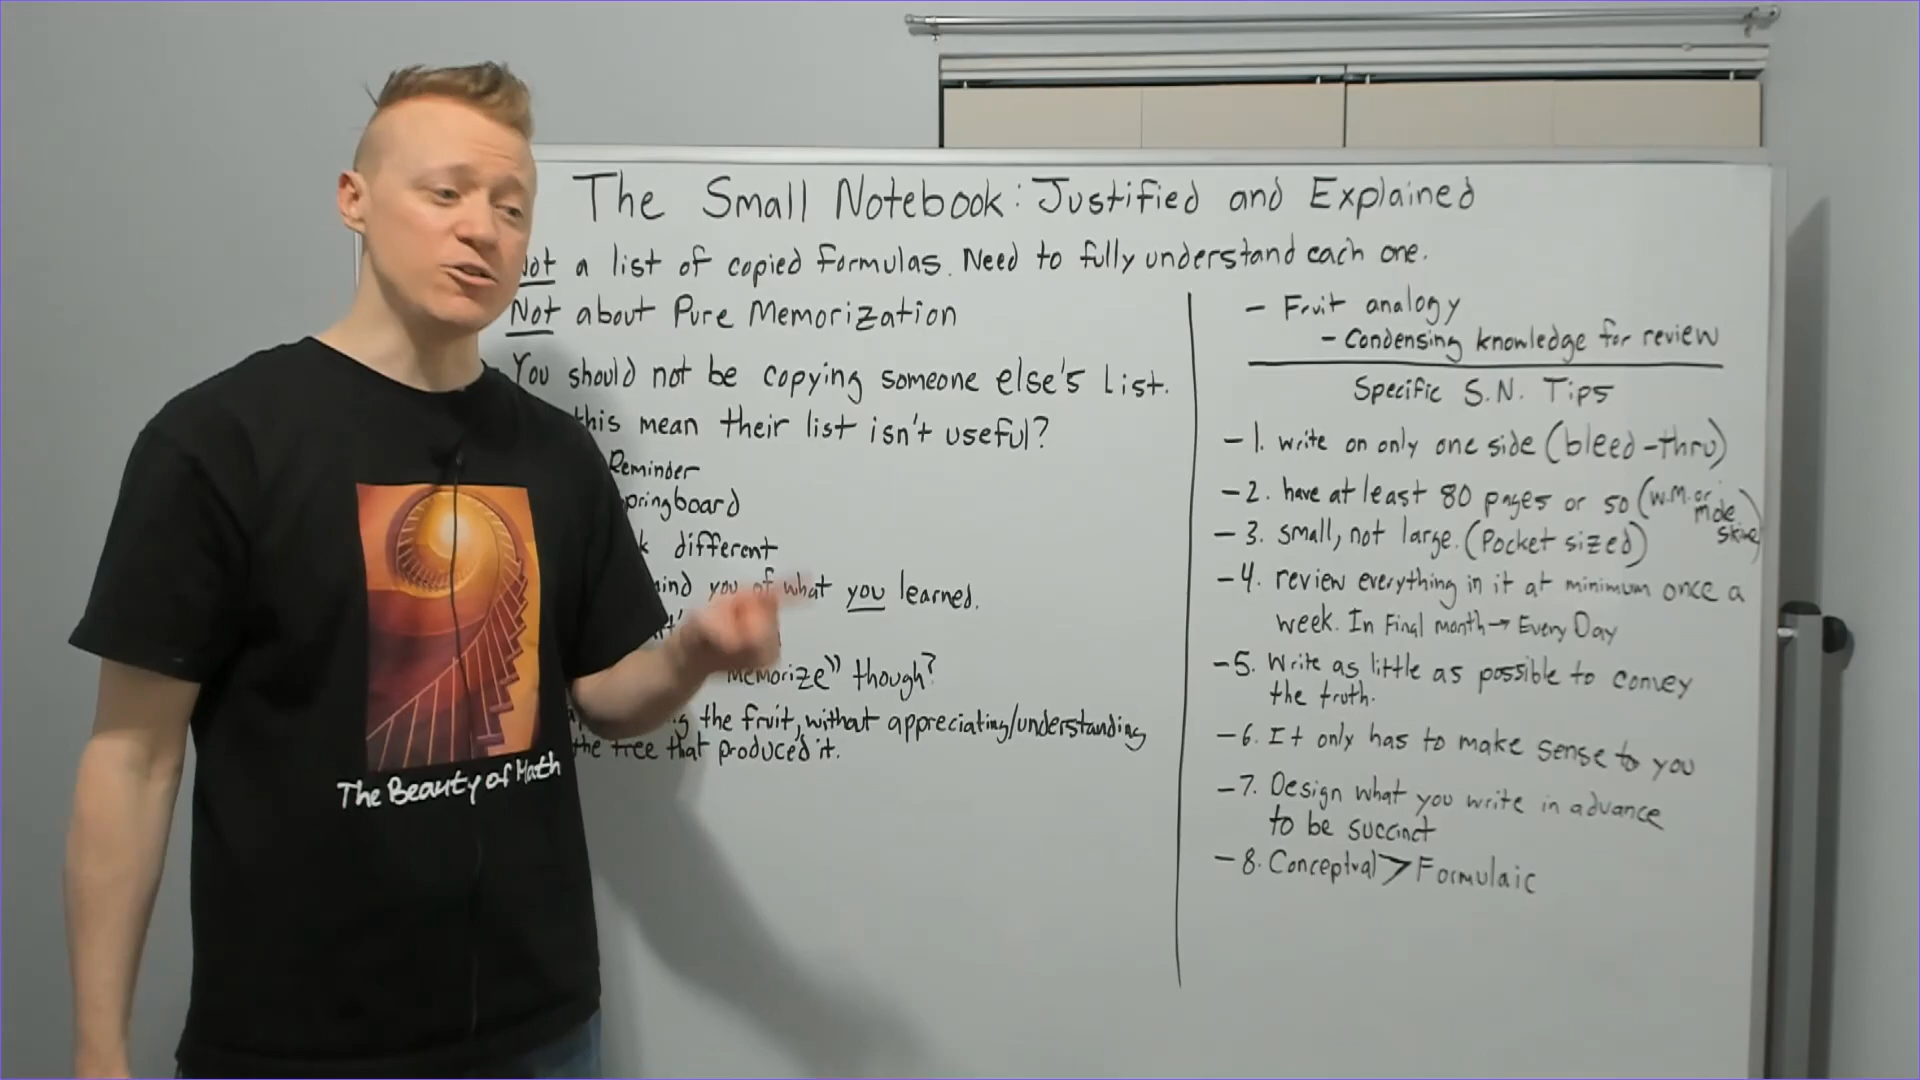 The Small Notebook: Justified and Explained
Not a list of copied formulas. Need to fully understand each one.
Not about Pure Memorization
You should not be copying someone else's list.
this mean their list isn't useful?
Reminder
pringboard
different
mind you of what you learned.
memorize" though?
the fruit, without appreciating/understanding
the tree that produced it.
- Fruit analogy
- Condensing knowledge for review
Specific S.N. Tips
- 1. write on only one side (bleed-thru)
- 2. have at least 80 pages or 50 (W.M. or mole skine)
- 3. small, not large. (Pocket sized)
- 4. review everything in it at minimum once a
week. In Final month → Every Day
- 5. Write as little as possible to convey
the truth.
- 6. It only has to make sense to you
- 7. Design what you write in advance
to be succinct
- 8. Conceptual > Formulaic
The Beauty of Math